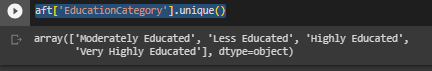 aft['EducationCategory'].unique()
array(['Moderately Educated', 'Less Educated', 'Highly Educated',
'Very Highly Educated'], dtype=object)